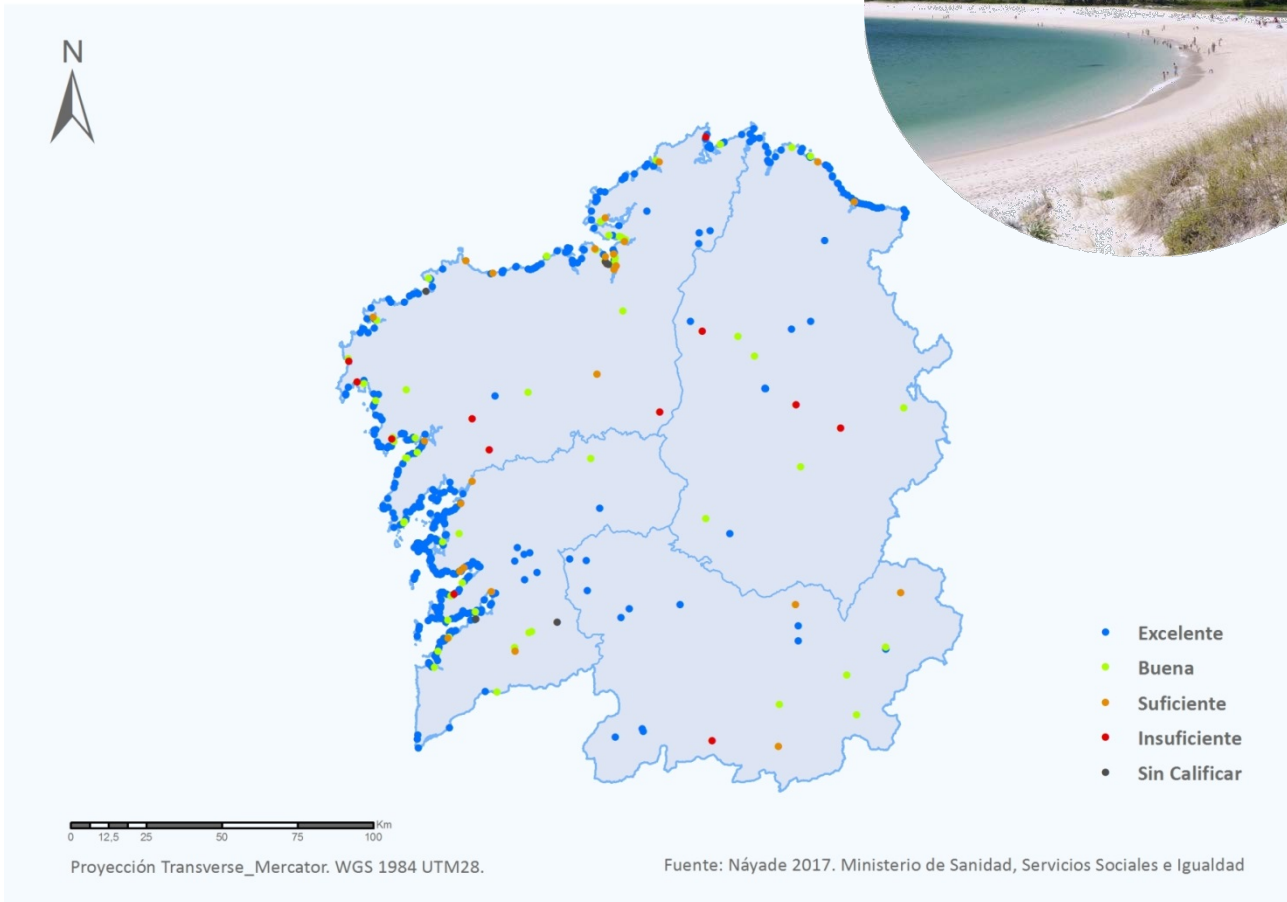 N
Excelente
Buena
Suficiente
Insuficiente
Sin Calificar
Km
0 12,5 25 50 75 100
Proyección Transverse_Mercator. WGS 1984 UTM28.
Fuente: Náyade 2017. Ministerio de Sanidad, Servicios Sociales e Igualdad